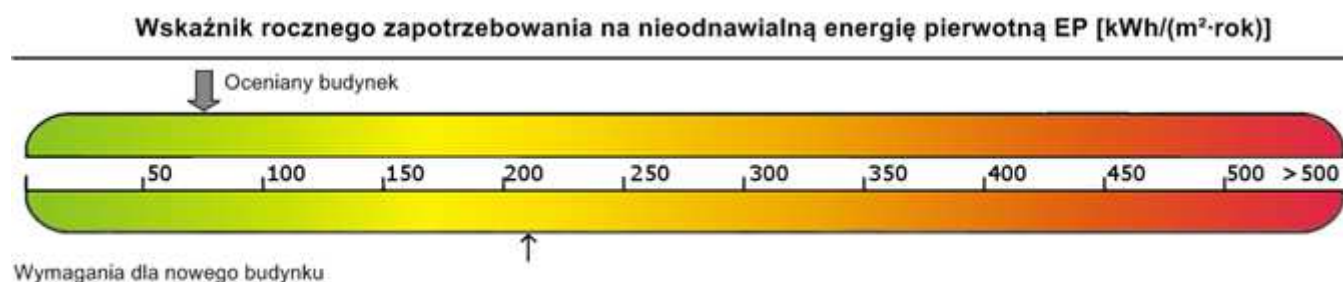 Wskaźnik rocznego zapotrzebowania na nieodnawialną energię pierwotną EP [kWh/(m²·rok)]
Oceniany budynek
50 100 150 200 250 300 350 400 450 500 > 500
Wymagania dla nowego budynku